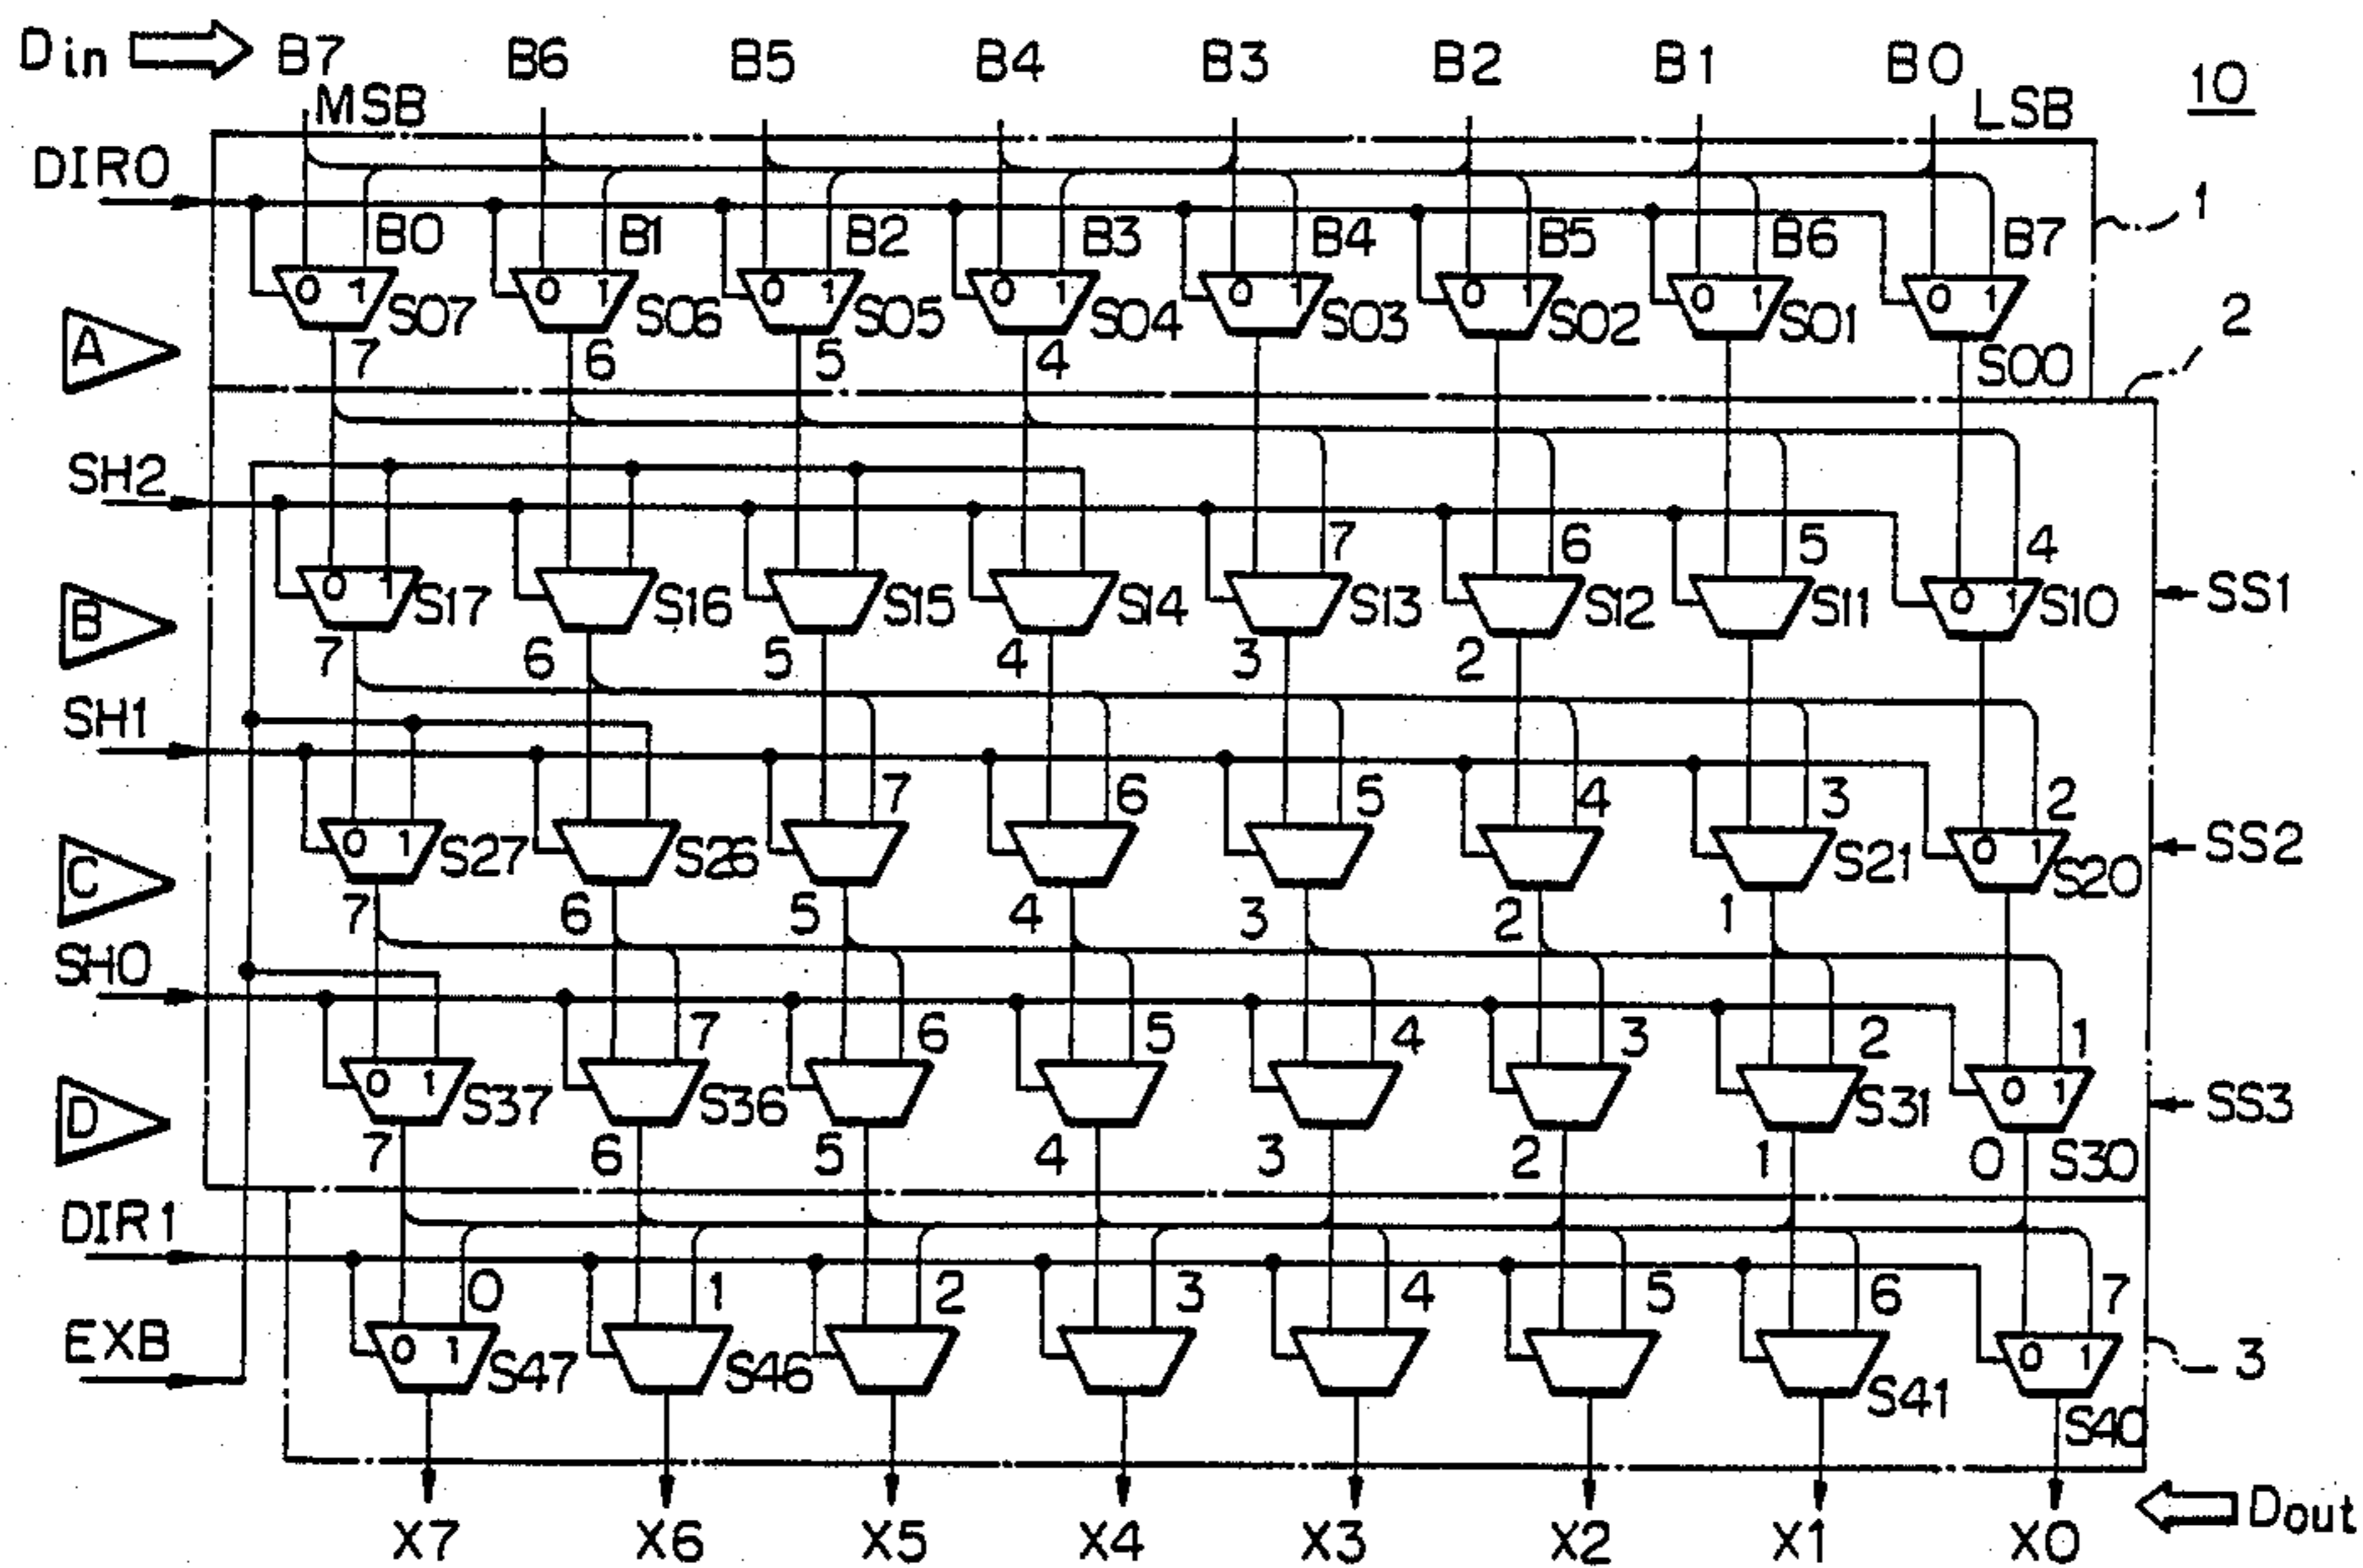 Din B7 B6 B5 B4 B3 B2 B1 B0 10
MSB LSB
DIR0
B0 B1 B2 B3 B4 B5 B6 B7 1
0 1 S07 0 1 S06 0 1 S05 0 1 S04 0 1 S03 0 1 S02 0 1 S01 0 1 S00
A 7 6 5 4 2
SH2
7 6 5 4
0 1 S17 S16 S15 S14 S13 S12 S11 0 1 S10 SS1
B 7 6 5 4 3 2
SH1
7 6 5 4 3 2
0 1 S27 S26 S21 0 1 S20 SS2
C 7 6 5 4 3 2 1
SH0
7 6 5 4 3 2 1
0 1 S37 S36 S31 0 1 S30 SS3
D 7 6 5 4 3 2 1 0
DIR1
0 1 2 3 4 5 6 7
EXB 0 1 S47 S46 S41 0 1 S40 3
X7 X6 X5 X4 X3 X2 X1 X0 Dout